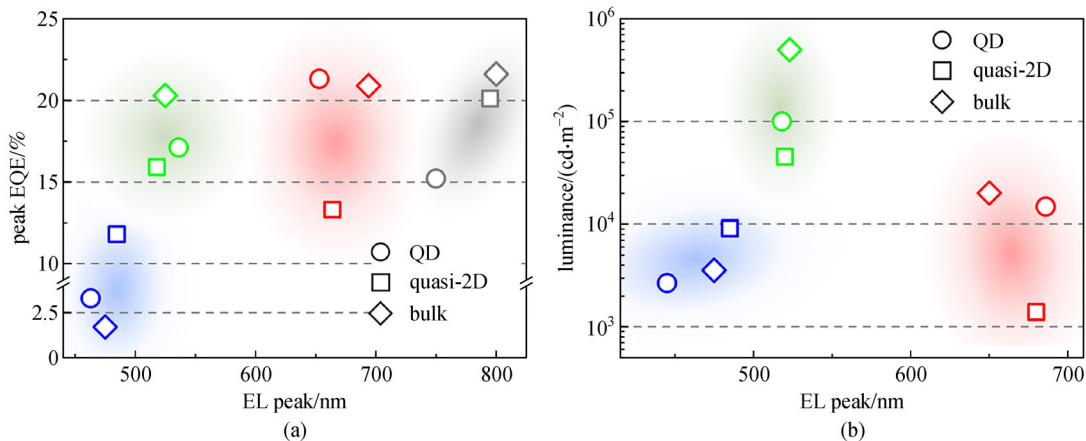 25
20
15
10
2.5
0
peak EQE/%
500
600
700
800
EL peak/nm
QD
quasi-2D
bulk
(a)
10⁶
10⁵
10⁴
10³
luminance/(cd·m⁻²)
500
600
700
EL peak/nm
QD
quasi-2D
bulk
(b)